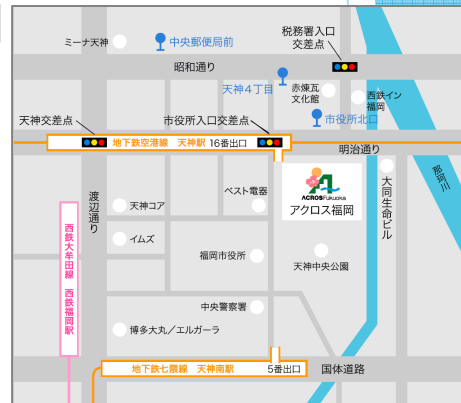 税務署入口
交差点
ミーナ天神
中央郵便局前
昭和通り
天神4丁目
赤煉瓦
文化館
西鉄イン
福岡
市役所北口
天神交差点
市役所入口交差点
地下鉄空港線 天神駅 16番出口
明治通り
那珂川
渡辺通り
天神コア
ベスト電器
ACROS Fukuoka
アクロス福岡
大同生命ビル
イムズ
福岡市役所
天神中央公園
西鉄大牟田線 西鉄福岡駅
中央警察署
博多大丸/エルガーラ
地下鉄七隈線 天神南駅 5番出口
国体道路